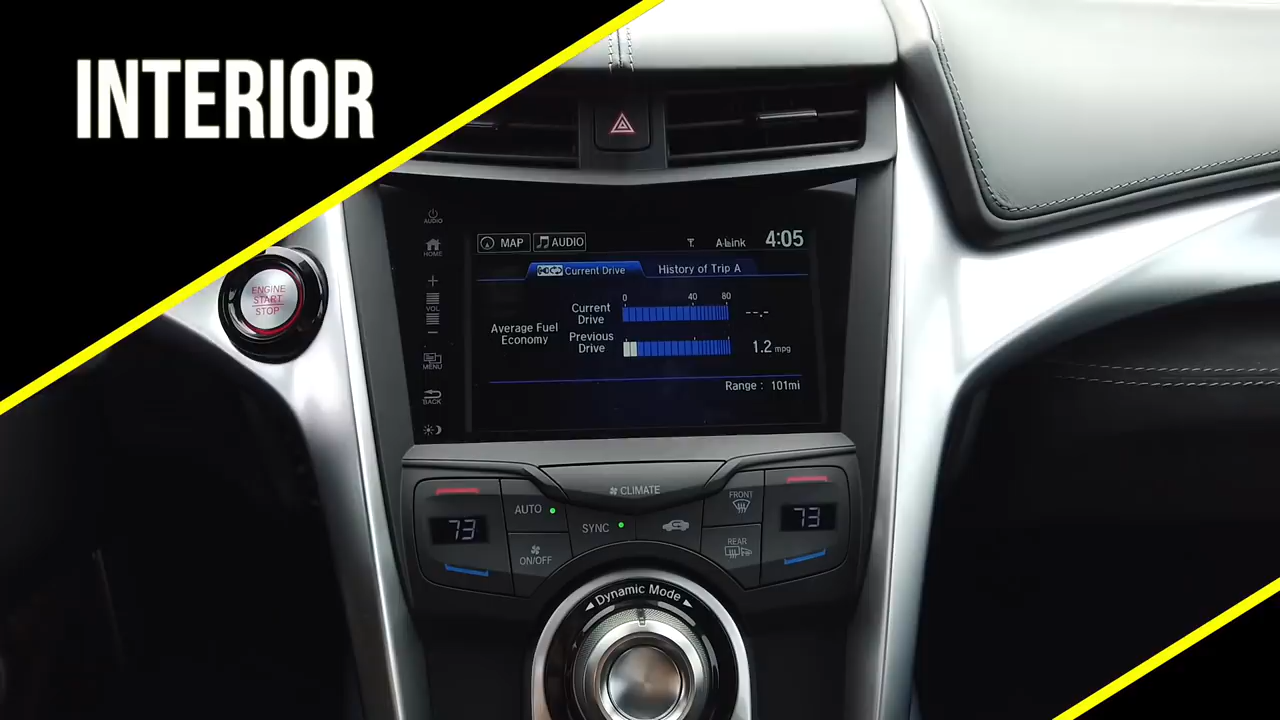 INTERIOR
AUDIO
HOME
VOL
MENU
BACK
MAP
AUDIO
4:05
Current Drive
History of Trip A
0 40 80
Current
Drive
--.-
Average Fuel
Economy
Previous
Drive
1.2 mpg
Range : 101mi
ENGINE
START
STOP
CLIMATE
AUTO
SYNC
ON/OFF
FRONT
REAR
73
73
Dynamic Mode